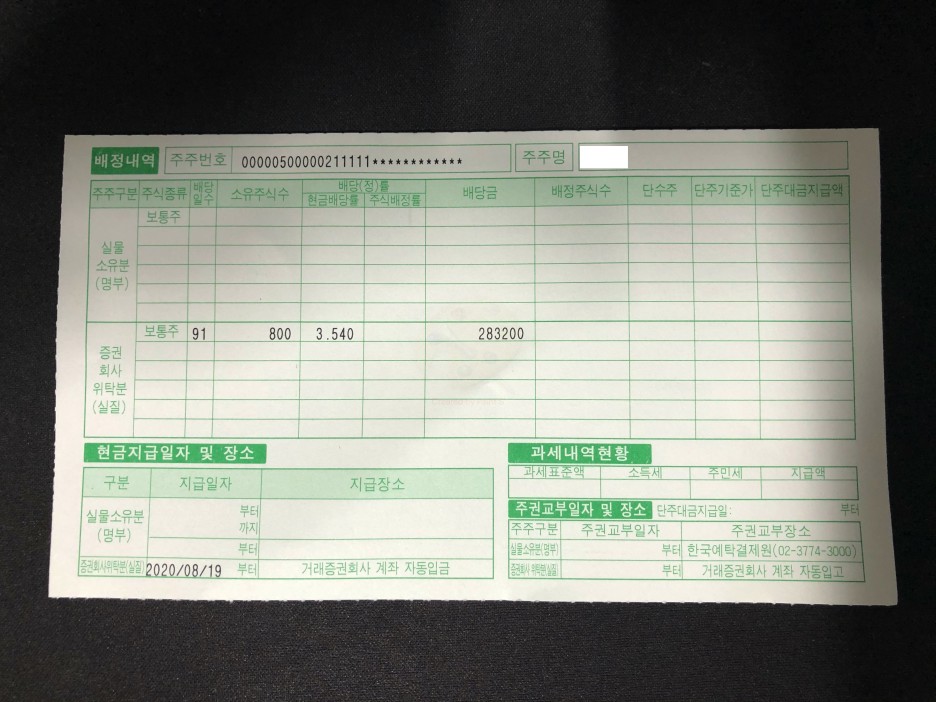 배정내역 주주번호 00000500000211111************ 주주명
주주구분 주식종류 배당일수 소유주식수 배당(정)률 배당금 배정주식수 단수주 단주기준가 단주대금지급액
현금배당률 주식배정률
보통주
실물
소유분
(명부)
보통주 91 800 3.540 283200
증권
회사
위탁분
(실질)
현금지급일자 및 장소
구분 지급일자 지급장소
실물소유분
(명부)
부터
까지
부터
증권회사위탁분(실질) 2020/08/19 부터 거래증권회사 계좌 자동입금
과세내역현황
과세표준액 소득세 주민세 지급액
주권교부일자 및 장소 단주대금지급일: 부터
주주구분 주권교부일자 주권교부장소
실물소유분(명부) 부터 한국예탁결제원(02-3774-3000)
증권회사 위탁분(실질) 부터 거래증권회사 계좌 자동입고